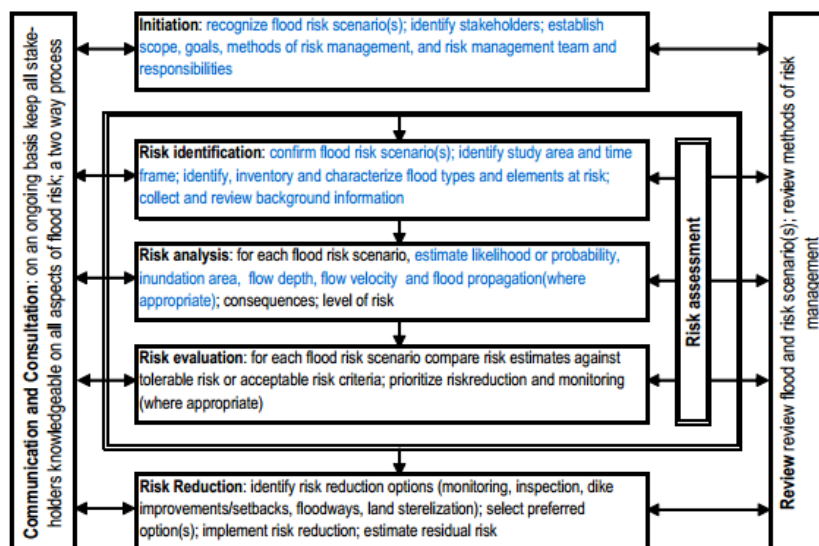 Communication and Consultation: on an ongoing basis keep all stake-
holders knowledgeable on all aspects of flood risk; a two way process
Initiation: recognize flood risk scenario(s); identify stakeholders; establish
scope, goals, methods of risk management, and risk management team and
responsibilities
Risk identification: confirm flood risk scenario(s); identify study area and time
frame; identify, inventory and characterize flood types and elements at risk;
collect and review background information
Risk analysis: for each flood risk scenario, estimate likelihood or probability,
inundation area, flow depth, flow velocity and flood propagation(where
appropriate); consequences; level of risk
Risk evaluation: for each flood risk scenario compare risk estimates against
tolerable risk or acceptable risk criteria; prioritize riskreduction and monitoring
(where appropriate)
Risk assessment
Risk Reduction: identify risk reduction options (monitoring, inspection, dike
improvements/setbacks, floodways, land sterelization); select preferred
option(s); implement risk reduction; estimate residual risk
Review review flood and risk scenario(s); review methods of risk
management